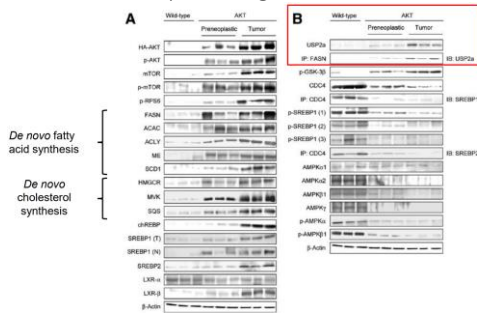 A
Wild-type AKT
Preneoplastic Tumor
HA-AKT
p-AKT
mTOR
p-mTOR
p-RPS6
FASN
ACAC
ACLY
ME
SCD1
HMGCR
MVK
SQS
chREBP
SREBP1 (T)
SREBP1 (N)
SREBP2
LXR-α
LXR-β
β-Actin
De novo fatty
acid synthesis
De novo
cholesterol
synthesis
B
Wild-type AKT
Preneoplastic Tumor
USP2a
IP: FASN IB: USP2a
p-GSK-3β
CDC4
IP: CDC4 IB: SREBP1
p-SREBP1 (1)
p-SREBP1 (2)
p-SREBP1 (3)
IP: CDC4 IB: SREBP2
AMPKα1
AMPKα2
AMPKβ1
AMPKγ
p-AMPKα
p-AMPKβ1
β-Actin